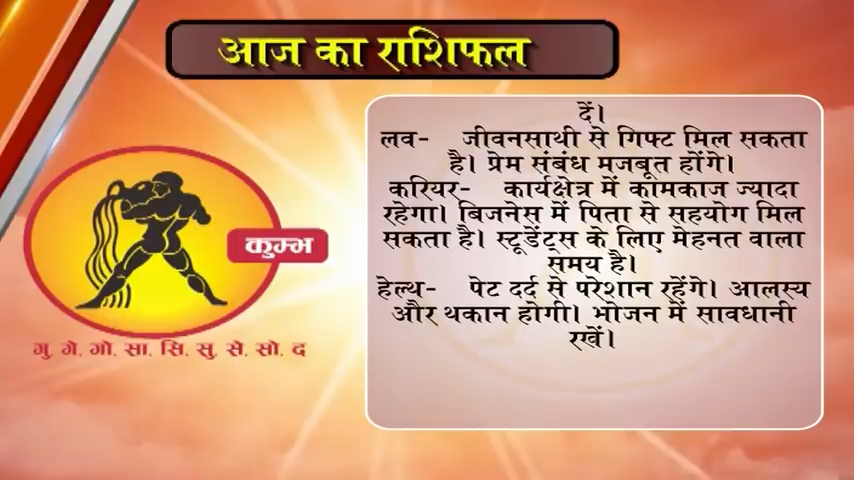 आज का राशिफल
दें।
लव- जीवनसाथी से गिफ्ट मिल सकता
है। प्रेम संबंध मजबूत होंगे।
करियर- कार्यक्षेत्र में कामकाज ज्यादा
रहेगा। बिजनेस में पिता से सहयोग मिल
सकता है। स्टूडेंट्स के लिए मेहनत वाला
समय है।
हेल्थ- पेट दर्द से परेशान रहेंगे। आलस्य
और थकान होगी। भोजन में सावधानी
रखें।
कुम्भ
गु, गे, गो, सा, सि, सु, से, सो, द